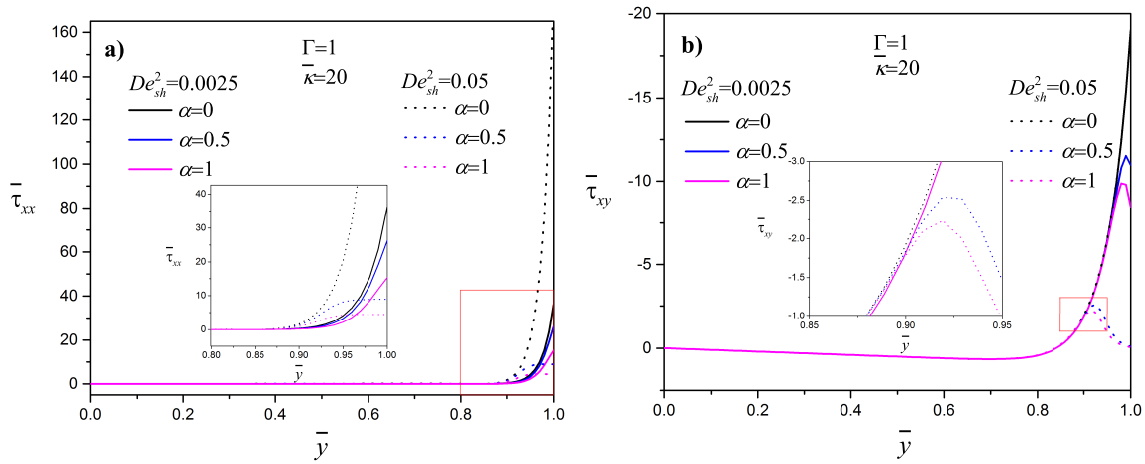 a)
Γ=1
κ̅=20
De²sh=0.0025
De²sh=0.05
α=0
α=0
α=0.5
α=0.5
α=1
α=1
160
140
120
100
80
60
40
20
0
τ̅xx
0.0 0.2 0.4 0.6 0.8 1.0
y̅
40
30
20
10
0
τ̅xx
0.80 0.85 0.90 0.95 1.00
y̅
b)
Γ=1
κ̅=20
De²sh=0.0025
De²sh=0.05
α=0
α=0
α=0.5
α=0.5
α=1
α=1
-20
-15
-10
-5
0
τ̅xy
0.0 0.2 0.4 0.6 0.8 1.0
y̅
-3.0
-2.5
-2.0
-1.5
-1.0
τ̅xy
0.85 0.90 0.95
y